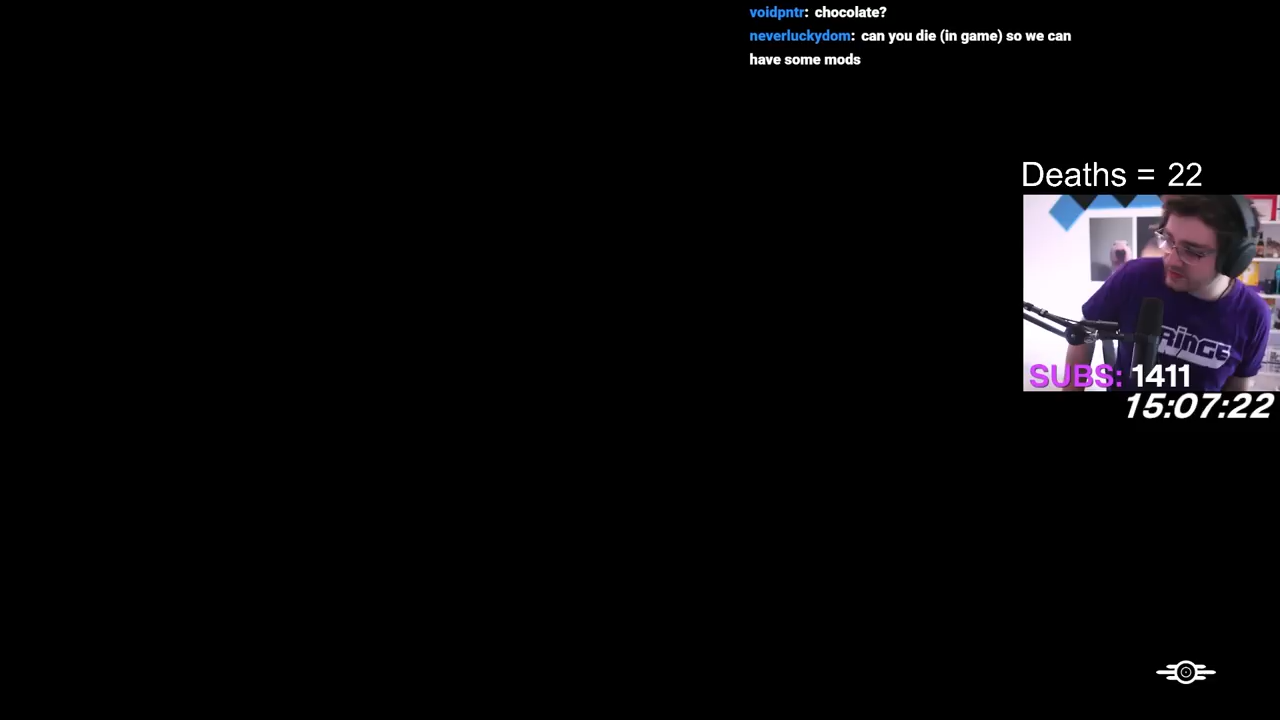 voidpntr: chocolate?
neverluckydom: can you die (in game) so we can
have some mods
Deaths = 22
RINGE
SUBS: 1411
15:07:22